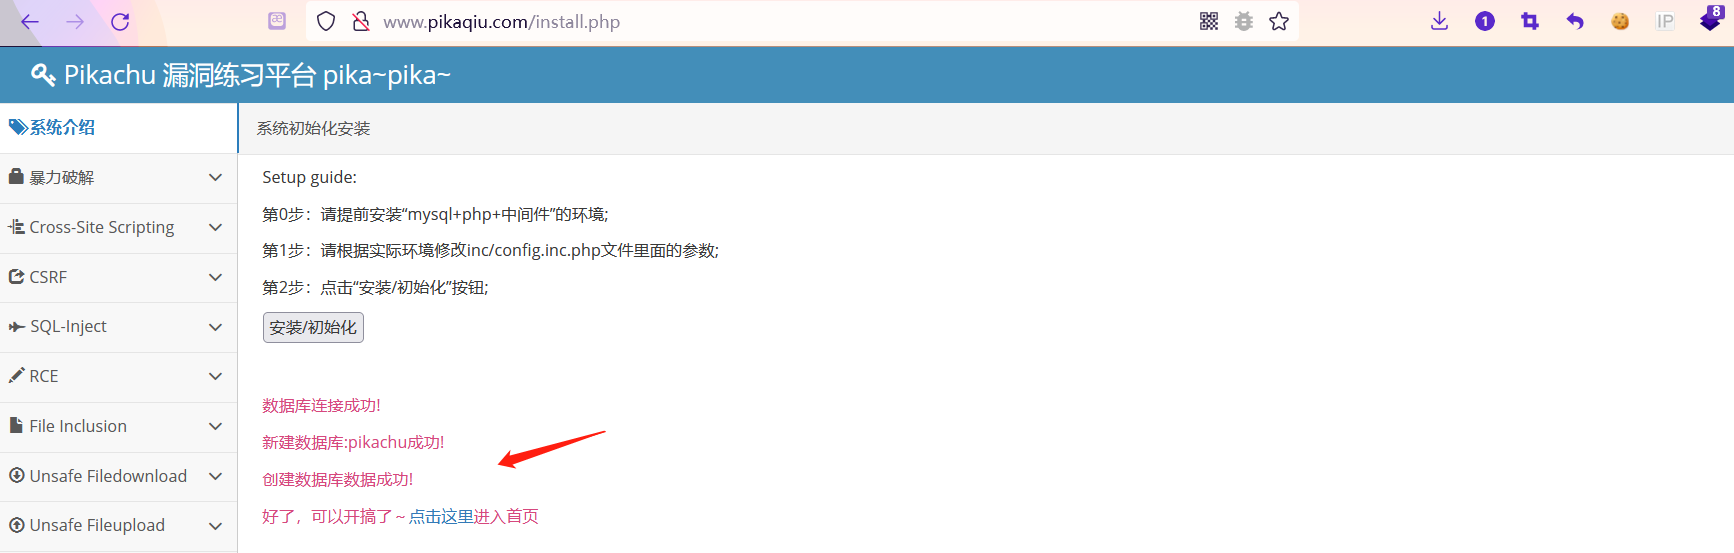 www.pikaqiu.com/install.php
1
IP
8
Pikachu 漏洞练习平台 pika~pika~
系统介绍
系统初始化安装
暴力破解
Cross-Site Scripting
CSRF
SQL-Inject
RCE
File Inclusion
Unsafe Filedownload
Unsafe Fileupload
Setup guide:
第0步：请提前安装“mysql+php+中间件”的环境;
第1步：请根据实际环境修改inc/config.inc.php文件里面的参数;
第2步：点击“安装/初始化”按钮;
安装/初始化
数据库连接成功!
新建数据库:pikachu成功!
创建数据库数据成功!
好了，可以开搞了～点击这里进入首页